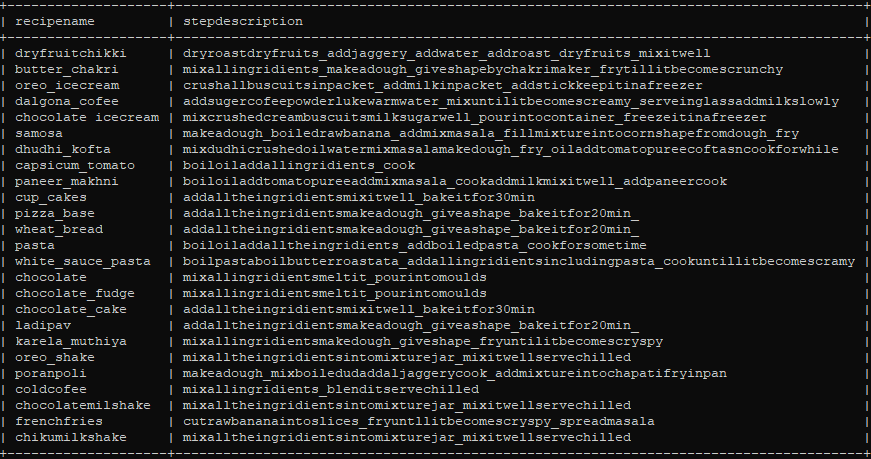 | recipename | stepdescription |
| dryfruitchikki | dryroastdryfruits_addjaggery_addwater_addroast_dryfruits_mixitwell |
| butter_chakri | mixallingridients_makeadough_giveshapebychakrimaker_frytillitbecomescrunchy |
| oreo_icecream | crushallbuscuitsinpacket_addmilkinpacket_addstickkeepitinafreezer |
| dalgona_cofee | addsugercofeepowderlukewarmwater_mixuntilitbecomescreamy_serveinglassaddmilkslowly |
| chocolate icecream | mixcrushedcreambuscuitsmilksugarwell_pourintocontainer_freezeitinafreezer |
| samosa | makeadough_boiledrawbanana_addmixmasala_fillmixtureintocornshapefromdough_fry |
| dhudhi_kofta | mixdudhicrushedoilwatermixmasalamakedough_fry_oiladdtomatopureecoftasncookforwhile |
| capsicum_tomato | boiloiladdallingridients_cook |
| paneer_makhni | boiloiladdtomatopureeaddmixmasala_cookaddmilkmixitwell_addpaneercook |
| cup_cakes | addalltheingridientsmixitwell_bakeitfor30min |
| pizza_base | addalltheingridientsmakeadough_giveashape_bakeitfor20min_ |
| wheat_bread | addalltheingridientsmakeadough_giveashape_bakeitfor20min_ |
| pasta | boiloiladdalltheingridients_addboiledpasta_cookforsometime |
| white_sauce_pasta | boilpastaboilbutterroastata_addallingridientsincludingpasta_cookuntillitbecomescramy |
| chocolate | mixallingridientsmeltit_pourintomoulds |
| chocolate_fudge | mixallingridientsmeltit_pourintomoulds |
| chocolate_cake | addalltheingridientsmixitwell_bakeitfor30min |
| ladipav | addalltheingridientsmakeadough_giveashape_bakeitfor20min_ |
| karela_muthiya | mixallingridientsmakedough_giveshape_fryuntilitbecomescryspy |
| oreo_shake | mixalltheingridientsintomixturejar_mixitwellservechilled |
| poranpoli | makeadough_mixboiledudaddaljaggerycook_addmixtureintochapatifryinpan |
| coldcofee | mixallingridients_blenditservechilled |
| chocolatemilshake | mixalltheingridientsintomixturejar_mixitwellservechilled |
| frenchfries | cutrawbananaintoslices_fryuntllitbecomescryspy_spreadmasala |
| chikumilkshake | mixalltheingridientsintomixturejar_mixitwellservechilled |